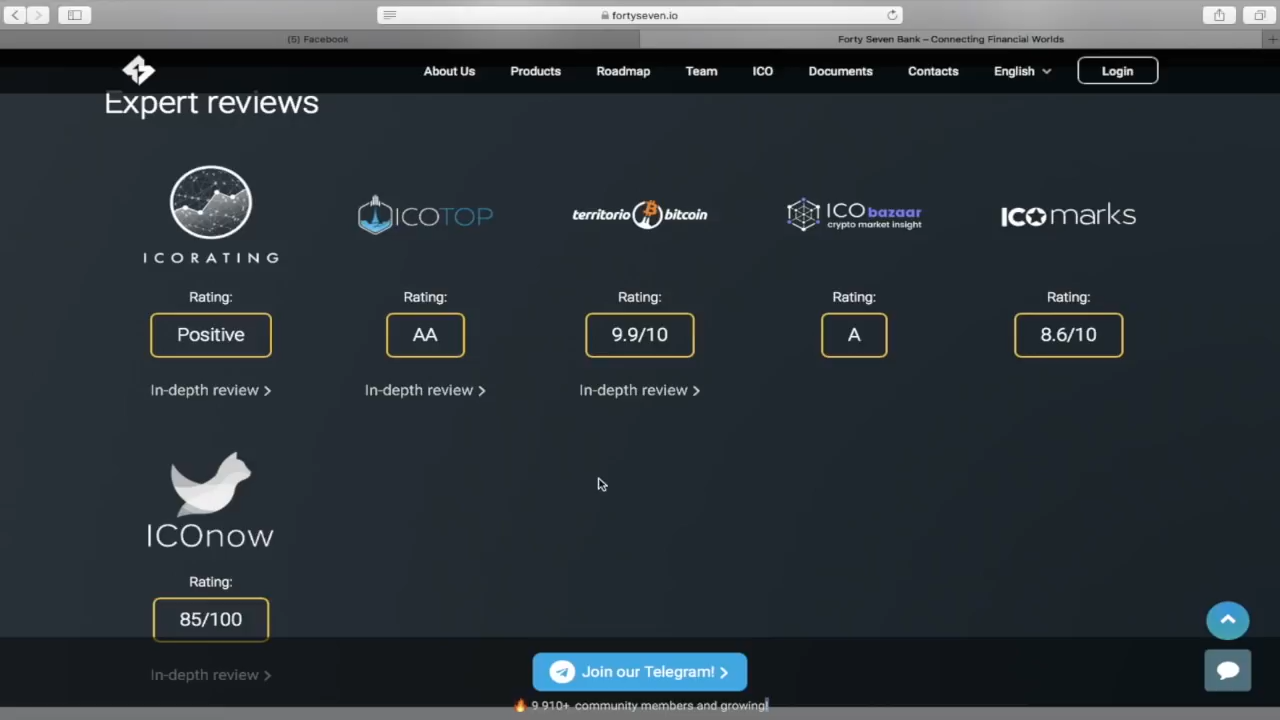 fortyseven.io
(5) Facebook
Forty Seven Bank – Connecting Financial Worlds
About Us Products Roadmap Team ICO Documents Contacts English Login
Expert reviews
ICORATING
ICOTOP
territorio bitcoin
ICO bazaar
crypto market insight
ICOmarks
Rating: Rating: Rating: Rating: Rating:
Positive AA 9.9/10 A 8.6/10
In-depth review > In-depth review > In-depth review >
ICOnow
Rating:
85/100
In-depth review >
Join our Telegram! >
🔥 9 910+ community members and growing!